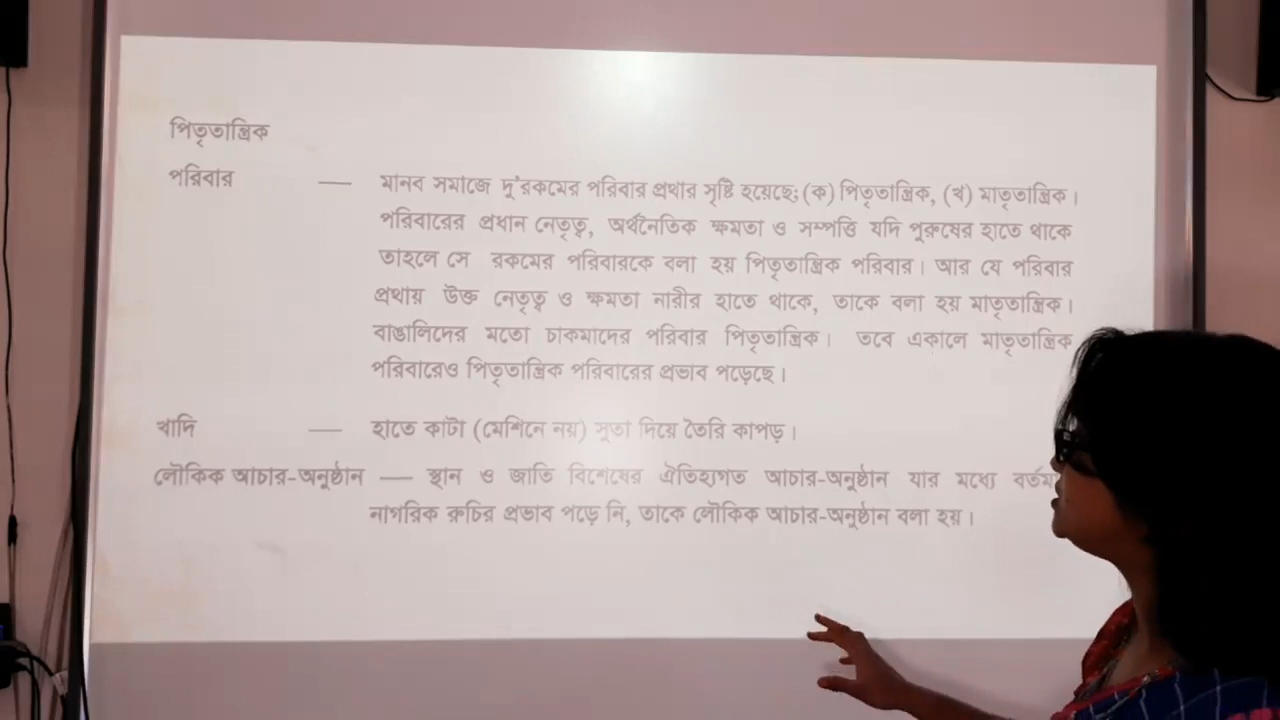 পিতৃতান্ত্রিক
পরিবার — মানব সমাজে দু'রকমের পরিবার প্রথার সৃষ্টি হয়েছে; (ক) পিতৃতান্ত্রিক, (খ) মাতৃতান্ত্রিক।
পরিবারের প্রধান নেতৃত্ব, অর্থনৈতিক ক্ষমতা ও সম্পত্তি যদি পুরুষের হাতে থাকে
তাহলে সে রকমের পরিবারকে বলা হয় পিতৃতান্ত্রিক পরিবার। আর যে পরিবার
প্রথায় উক্ত নেতৃত্ব ও ক্ষমতা নারীর হাতে থাকে, তাকে বলা হয় মাতৃতান্ত্রিক।
বাঙালিদের মতো চাকমাদের পরিবার পিতৃতান্ত্রিক। তবে একালে মাতৃতান্ত্রিক
পরিবারেও পিতৃতান্ত্রিক পরিবারের প্রভাব পড়েছে।
খাদি — হাতে কাটা (মেশিনে নয়) সুতা দিয়ে তৈরি কাপড়।
লৌকিক আচার-অনুষ্ঠান — স্থান ও জাতি বিশেষের ঐতিহ্যগত আচার-অনুষ্ঠান যার মধ্যে
নাগরিক রুচির প্রভাব পড়ে নি, তাকে লৌকিক আচার-অনুষ্ঠান বলা হয়।